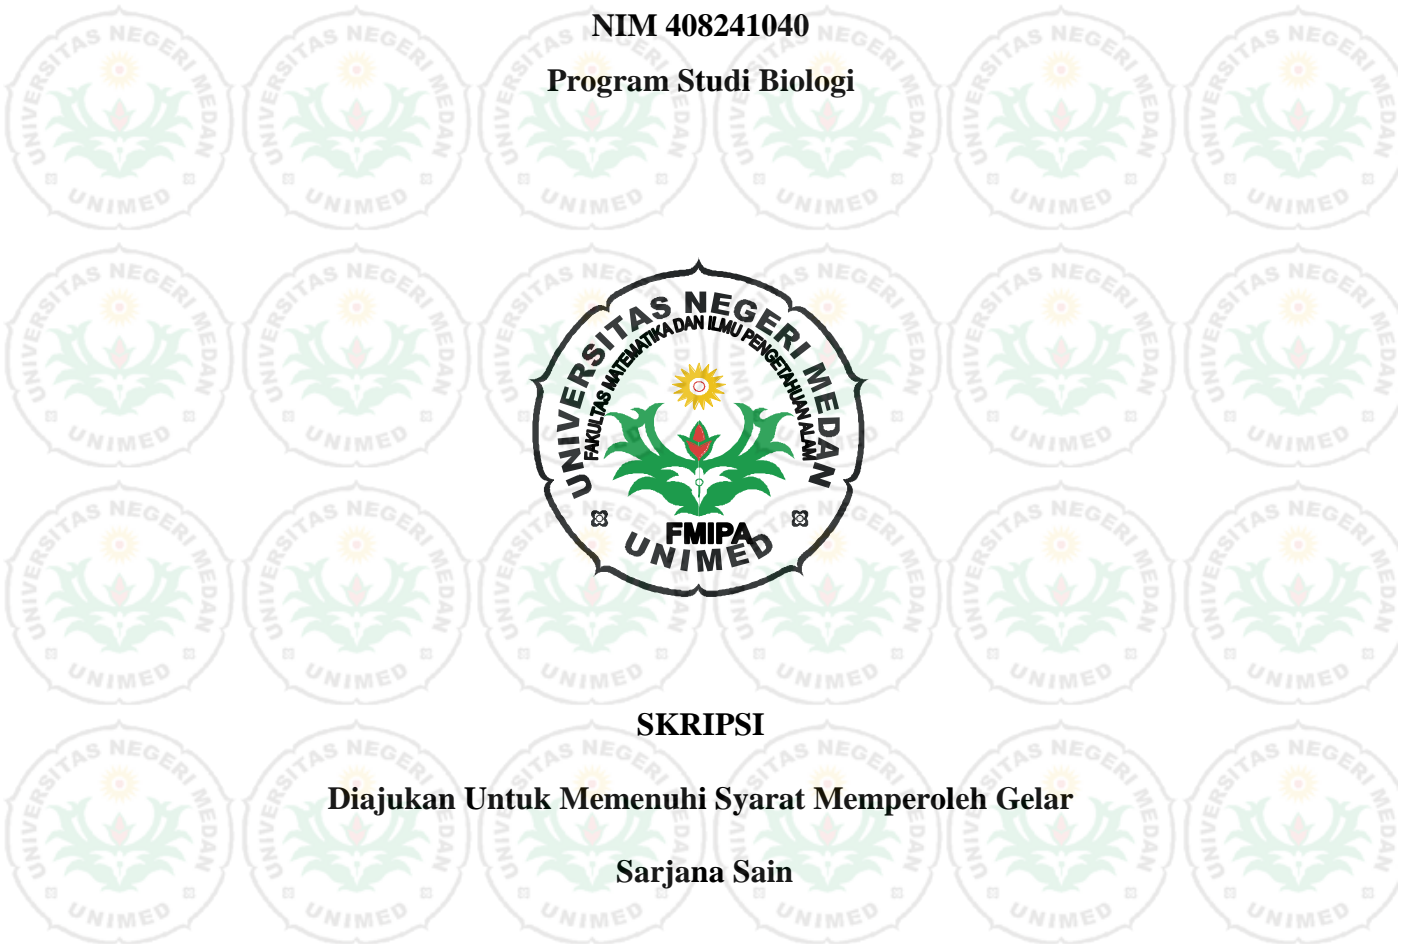 NIM 408241040
Program Studi Biologi
UNIVERSITAS NEGERI MEDAN
FAKULTAS MATEMATIKA DAN ILMU PENGETAHUAN ALAM
FMIPA
UNIMED
SKRIPSI
Diajukan Untuk Memenuhi Syarat Memperoleh Gelar
Sarjana Sain